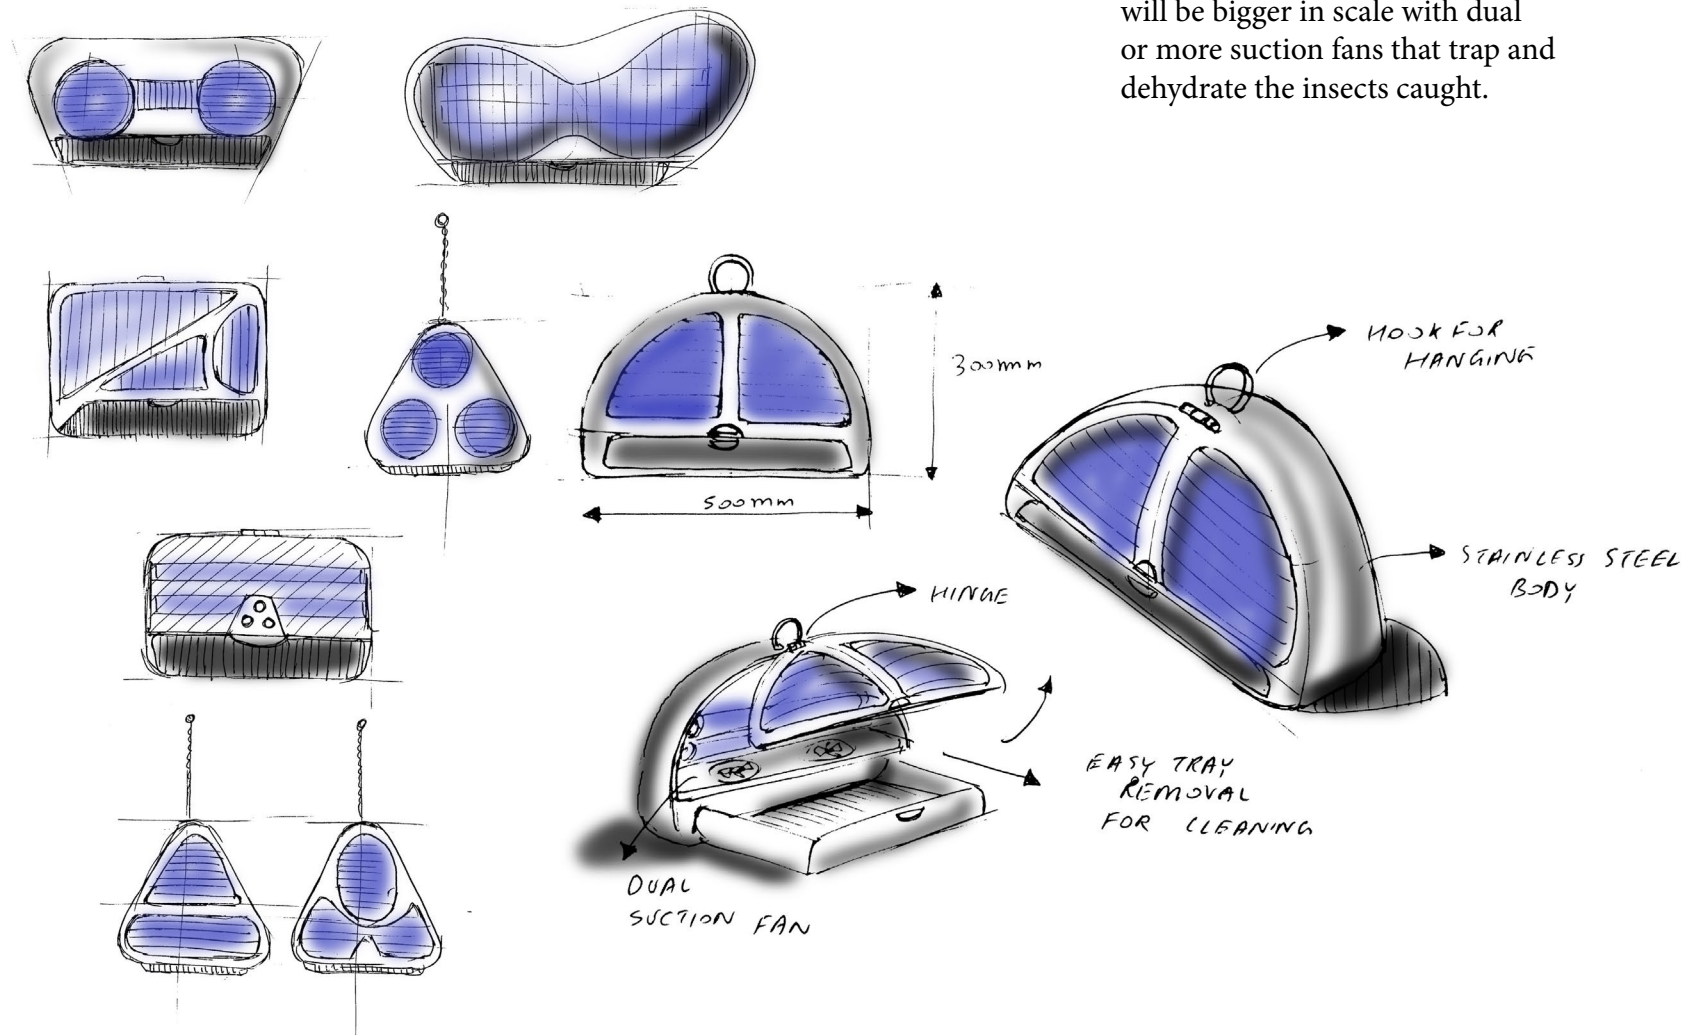 will be bigger in scale with dual
or more suction fans that trap and
dehydrate the insects caught.
300mm
500mm
HOOK FOR
HANGING
STAINLESS STEEL
BODY
HINGE
EASY TRAY
REMOVAL
FOR CLEANING
DUAL
SUCTION FAN